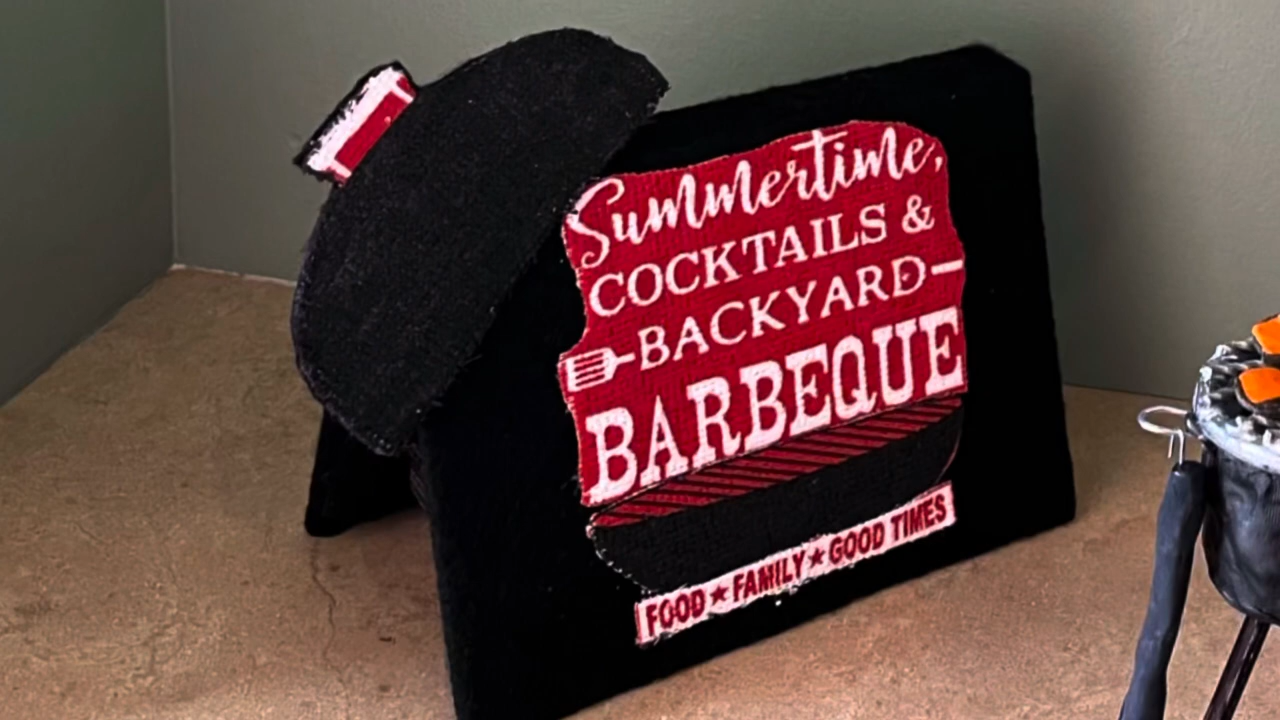 Summertime,
COCKTAILS &
BACKYARD
BARBEQUE
FOOD ★ FAMILY ★ GOOD TIMES